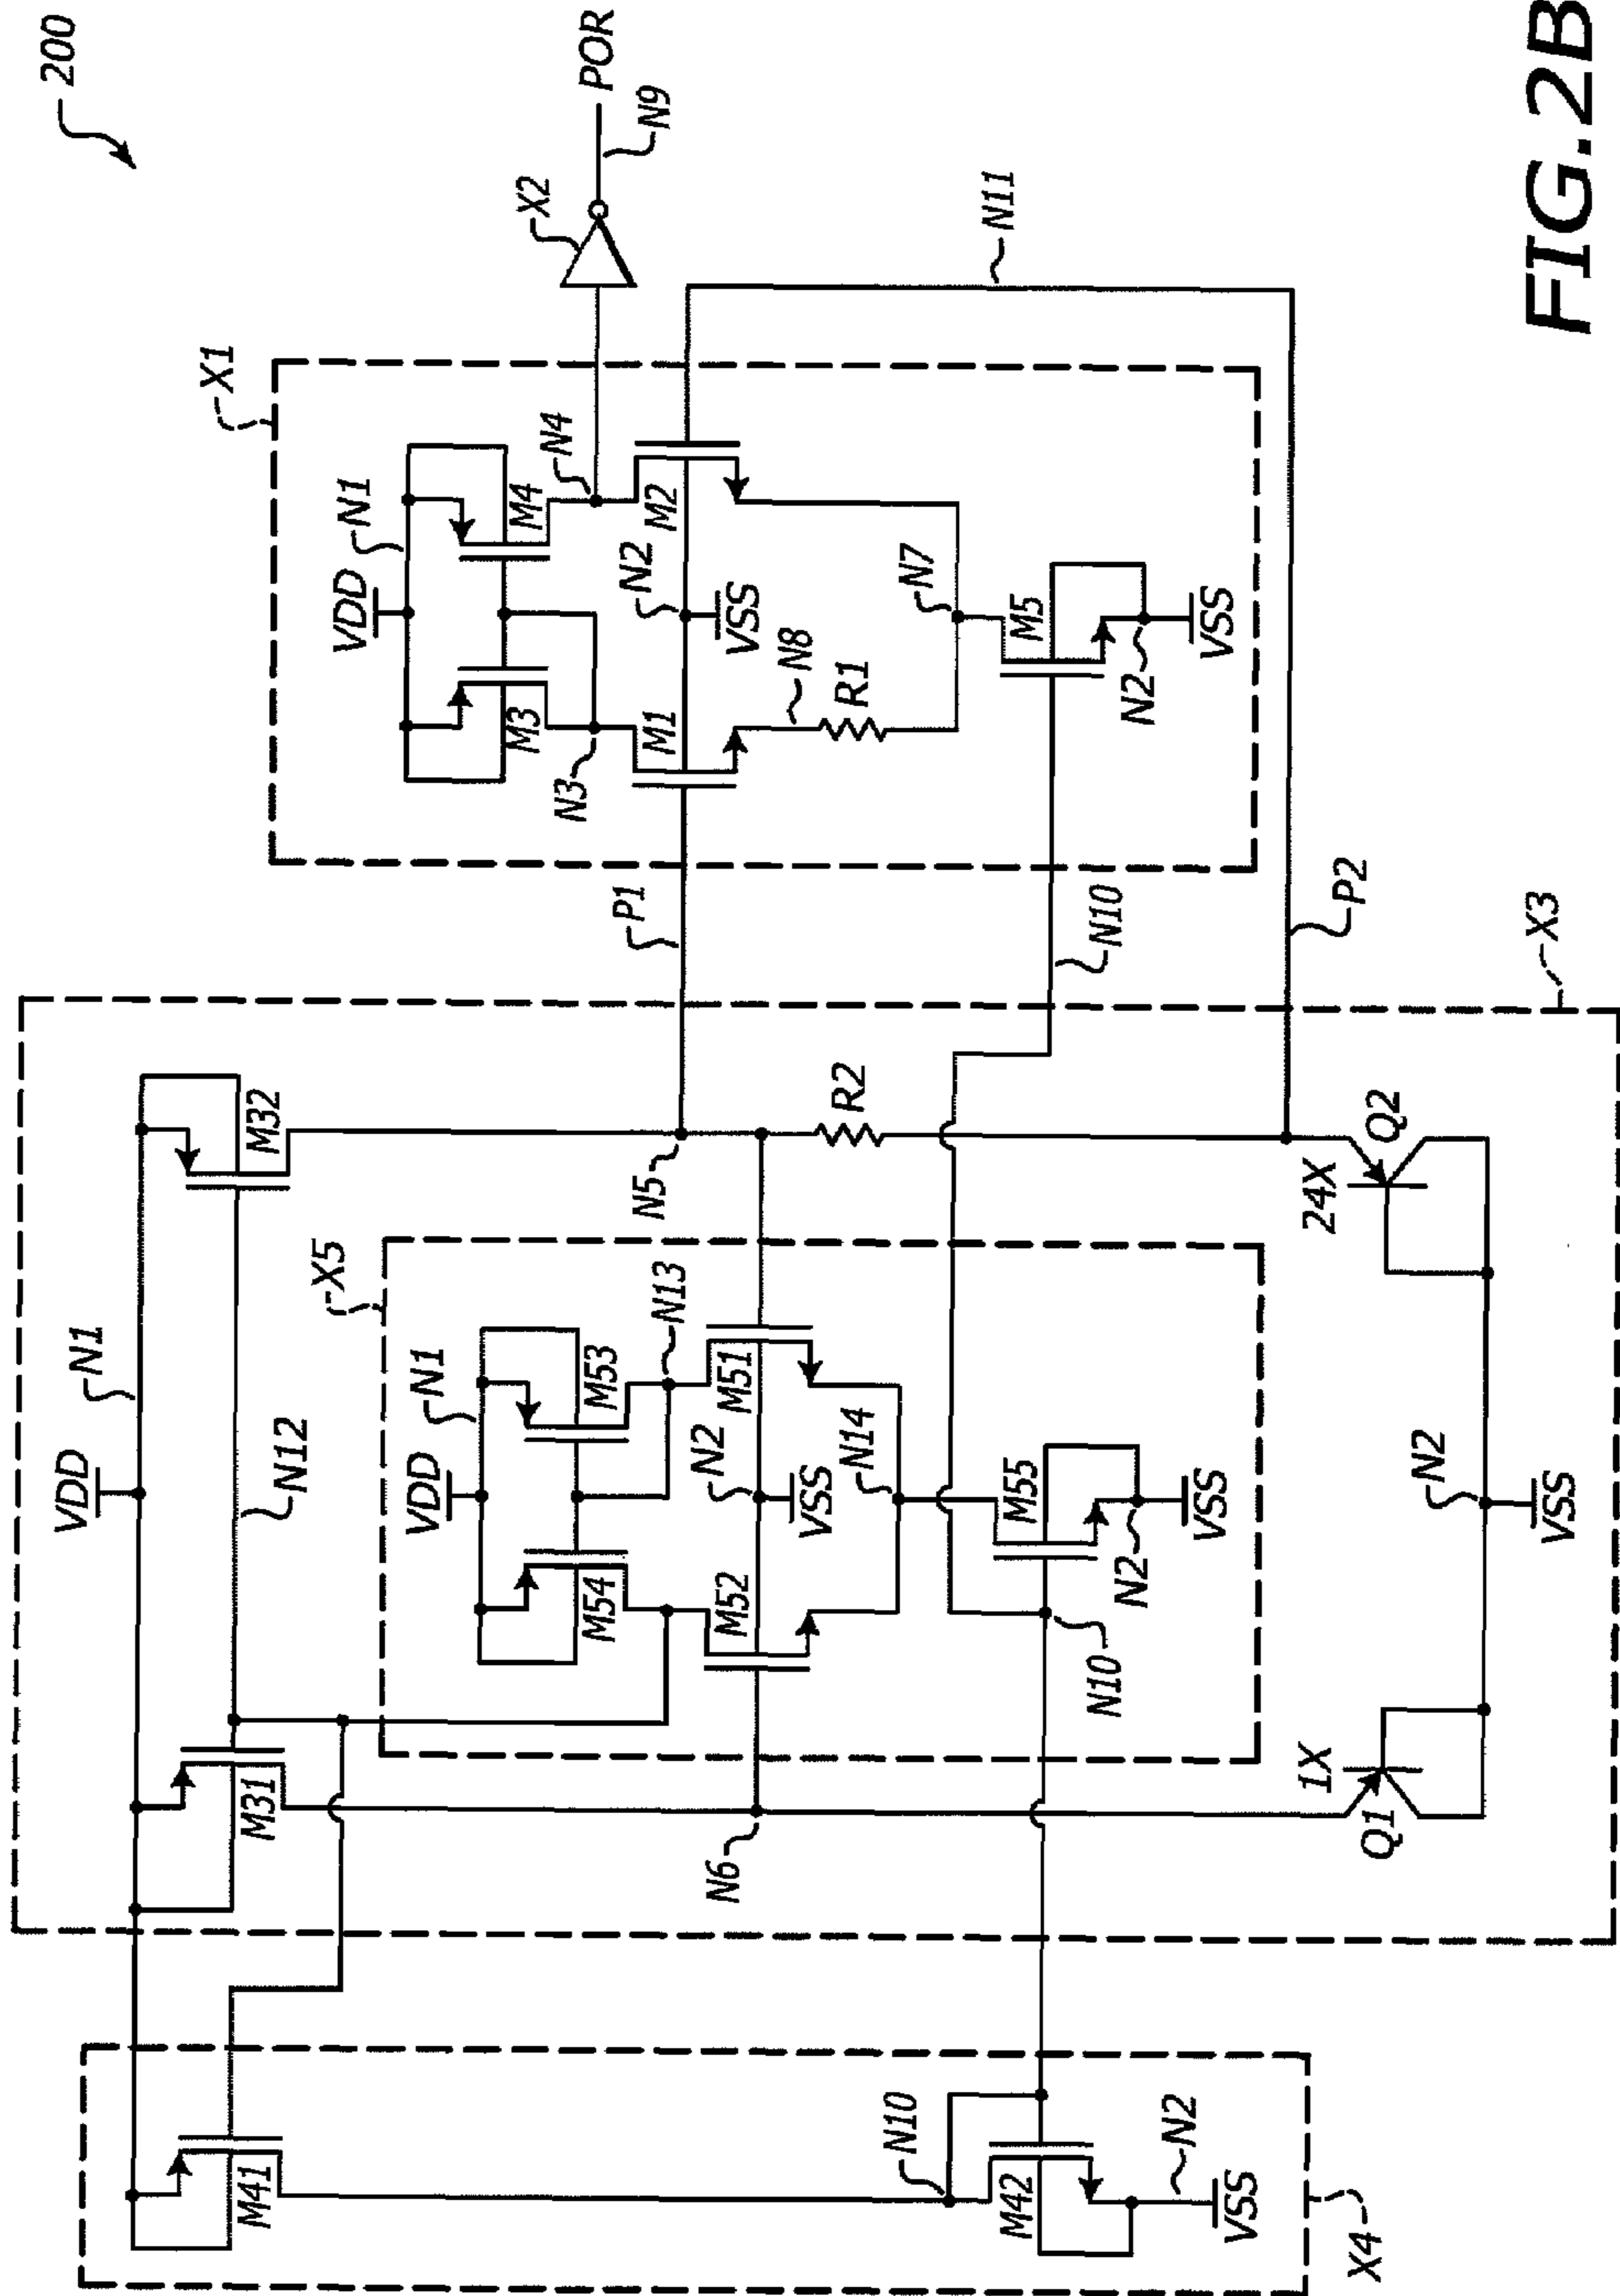 200
VDD
N1
M41
M31
M32
N12
X5
VDD
N1
M54
M53
N13
M52
M51
N2
VSS
N14
N6
N5
R2
N10
M55
N2
VSS
N10
M42
N2
VSS
X4
1X
Q1
24X
Q2
N2
VSS
X3
P1
N10
P2
X1
VDD
N1
M3
M4
N3
N4
M1
M2
N2
VSS
N8
R1
N7
M5
N2
VSS
N11
X2
POR
N9
FIG.2B